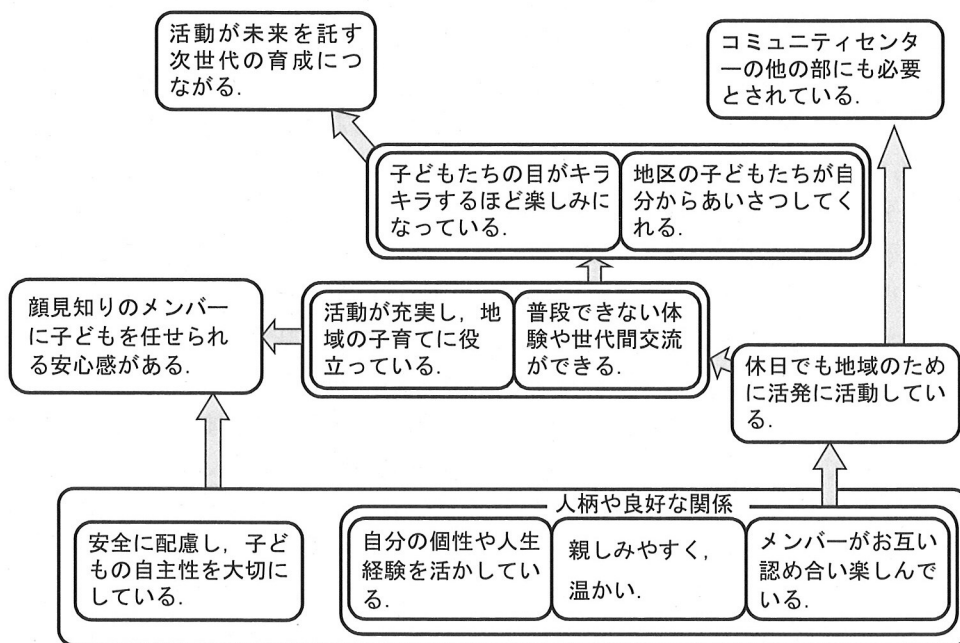 活動が未来を託す
次世代の育成につ
ながる.
コミュニティセンタ
ーの他の部にも必要
とされている.
子どもたちの目がキラ
キラするほど楽しみに
なっている.
地区の子どもたちが自
分からあいさつしてく
れる.
顔見知りのメンバー
に子どもを任せられ
る安心感がある.
活動が充実し，地
域の子育てに役
立っている.
普段できない体
験や世代間交流
ができる.
休日でも地域のため
に活発に活動してい
る.
人柄や良好な関係
安全に配慮し，子ど
もの自主性を大切に
している.
自分の個性や人生
経験を活かしてい
る.
親しみやすく，
温かい.
メンバーがお互い
認め合い楽しんで
いる.